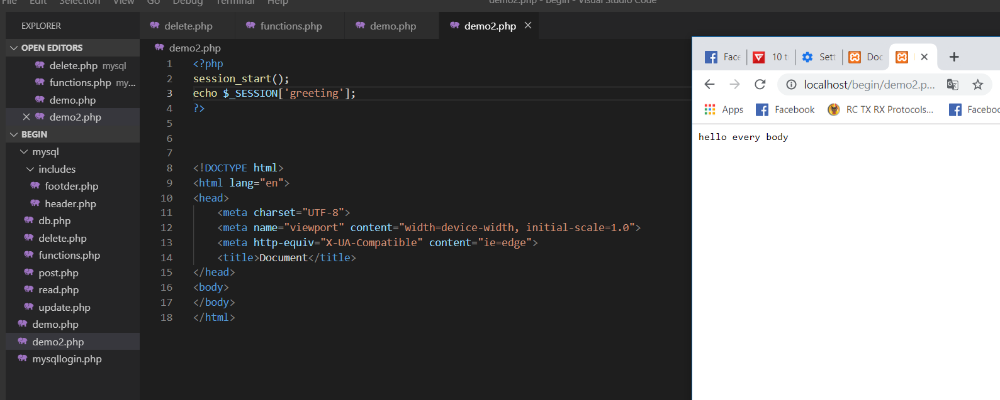 File Edit Selection View Go Debug Terminal Help
demo2.php - begin - Visual Studio Code
EXPLORER
OPEN EDITORS
delete.php mysql
functions.php my...
demo.php
demo2.php
BEGIN
mysql
includes
footder.php
header.php
db.php
delete.php
functions.php
post.php
read.php
update.php
demo.php
demo2.php
mysqllogin.php
delete.php functions.php demo.php demo2.php
demo2.php
1 <?php
2 session_start();
3 echo $_SESSION['greeting'];
4 ?>
5
6
7
8 <!DOCTYPE html>
9 <html lang="en">
10 <head>
11 <meta charset="UTF-8">
12 <meta name="viewport" content="width=device-width, initial-scale=1.0">
13 <meta http-equiv="X-UA-Compatible" content="ie=edge">
14 <title>Document</title>
15 </head>
16 <body>
17 </body>
18 </html>
Face 10 t Sett Doc
localhost/begin/demo2.p...
Apps Facebook RC TX RX Protocols... Faceboo
hello every body